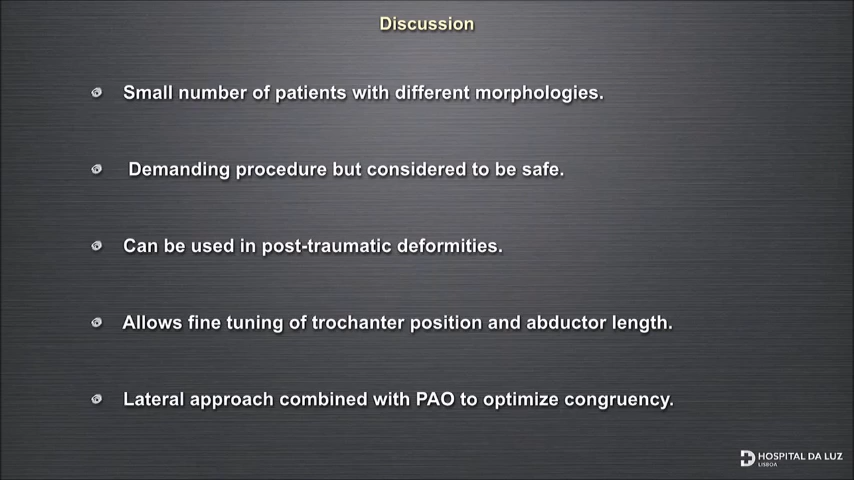 Discussion
Small number of patients with different morphologies.
Demanding procedure but considered to be safe.
Can be used in post-traumatic deformities.
Allows fine tuning of trochanter position and abductor length.
Lateral approach combined with PAO to optimize congruency.
HOSPITAL DA LUZ
LISBOA